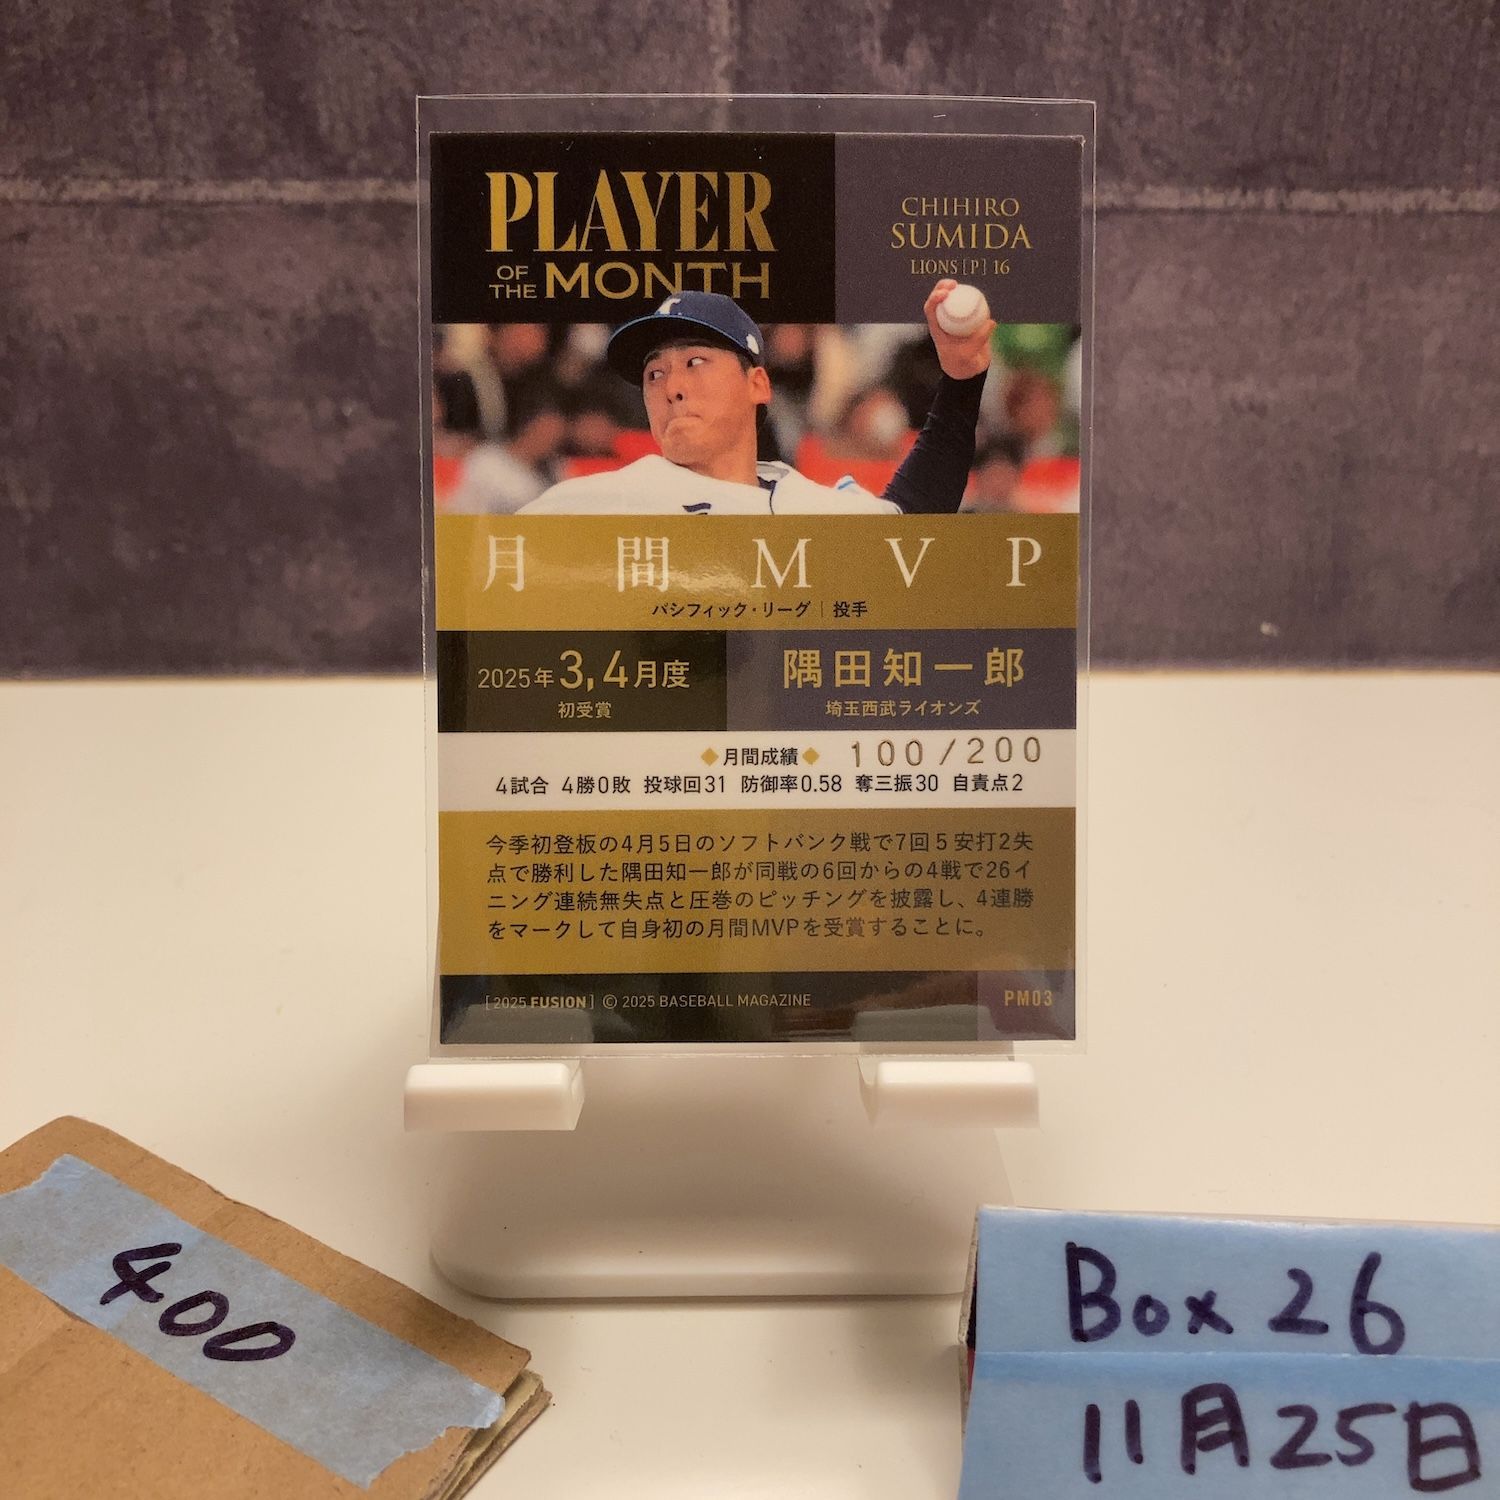 PLAYER
OF THE MONTH
CHIHIRO
SUMIDA
LIONS [P] 16
月間MVP
パシフィック・リーグ | 投手
2025年3,4月度
初受賞
隅田知一郎
埼玉西武ライオンズ
◆月間成績◆ 100/200
4試合 4勝0敗 投球回31 防御率0.58 奪三振30 自責点2
今季初登板の4月5日のソフトバンク戦で7回5安打2失
点で勝利した隅田知一郎が同戦の6回からの4戦で26イ
ニング連続無失点と圧巻のピッチングを披露し、4連勝
をマークして自身初の月間MVPを受賞することに。
[2025 FUSION] © 2025 BASEBALL MAGAZINE
PM03
400
Box 26
11月25日